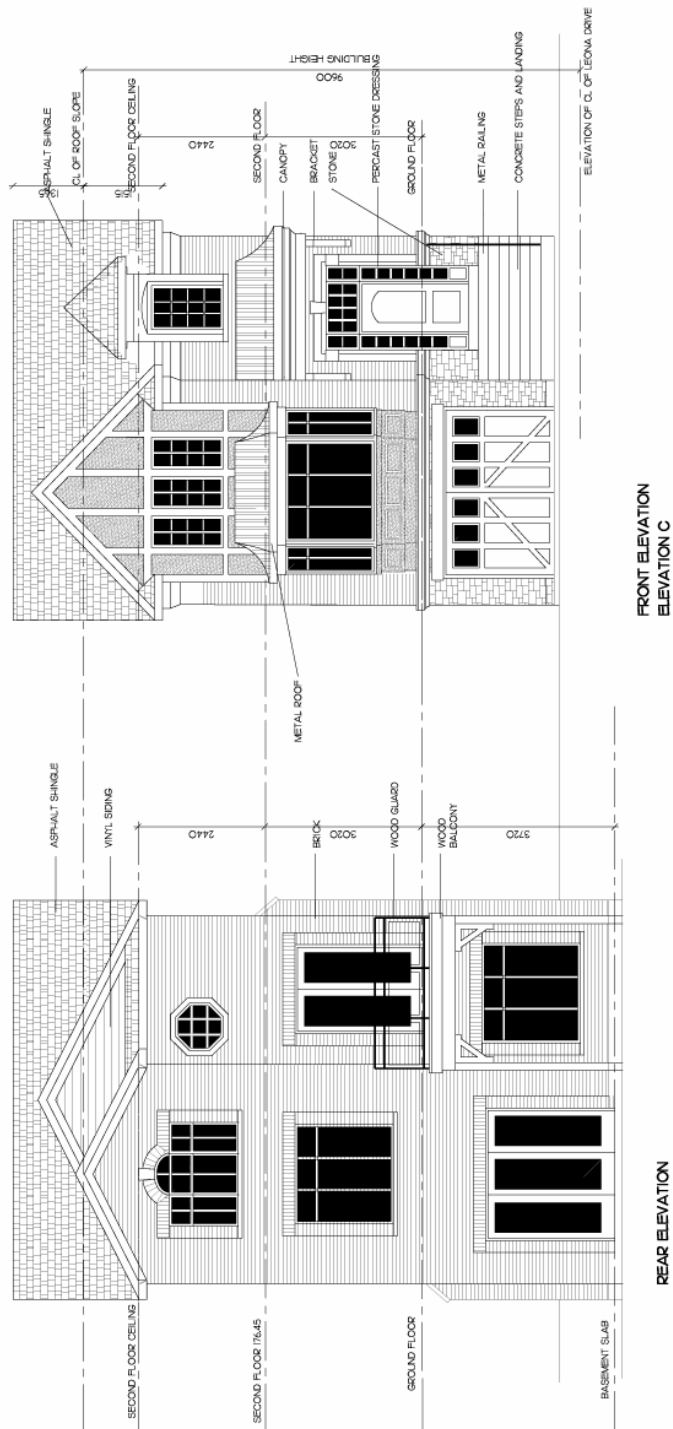 ASPHALT SHINGLE
CL OF ROOF SLOPE
SECOND FLOOR CEILING
SECOND FLOOR
CANOPY
BRACKET
STONE
PERCAST STONE DRESSING
GROUND FLOOR
METAL RAILING
CONCRETE STEPS AND LANDING
ELEVATION OF CL OF LEONA DRIVE
2440
3020
9600
BUILDING HEIGHT
METAL ROOF
FRONT ELEVATION
ELEVATION C
ASPHALT SHINGLE
VINYL SIDING
BRICK
WOOD GUARD
WOOD
BALCONY
2440
3020
3720
SECOND FLOOR CEILING
SECOND FLOOR 176.45
GROUND FLOOR
BASEMENT SLAB
REAR ELEVATION